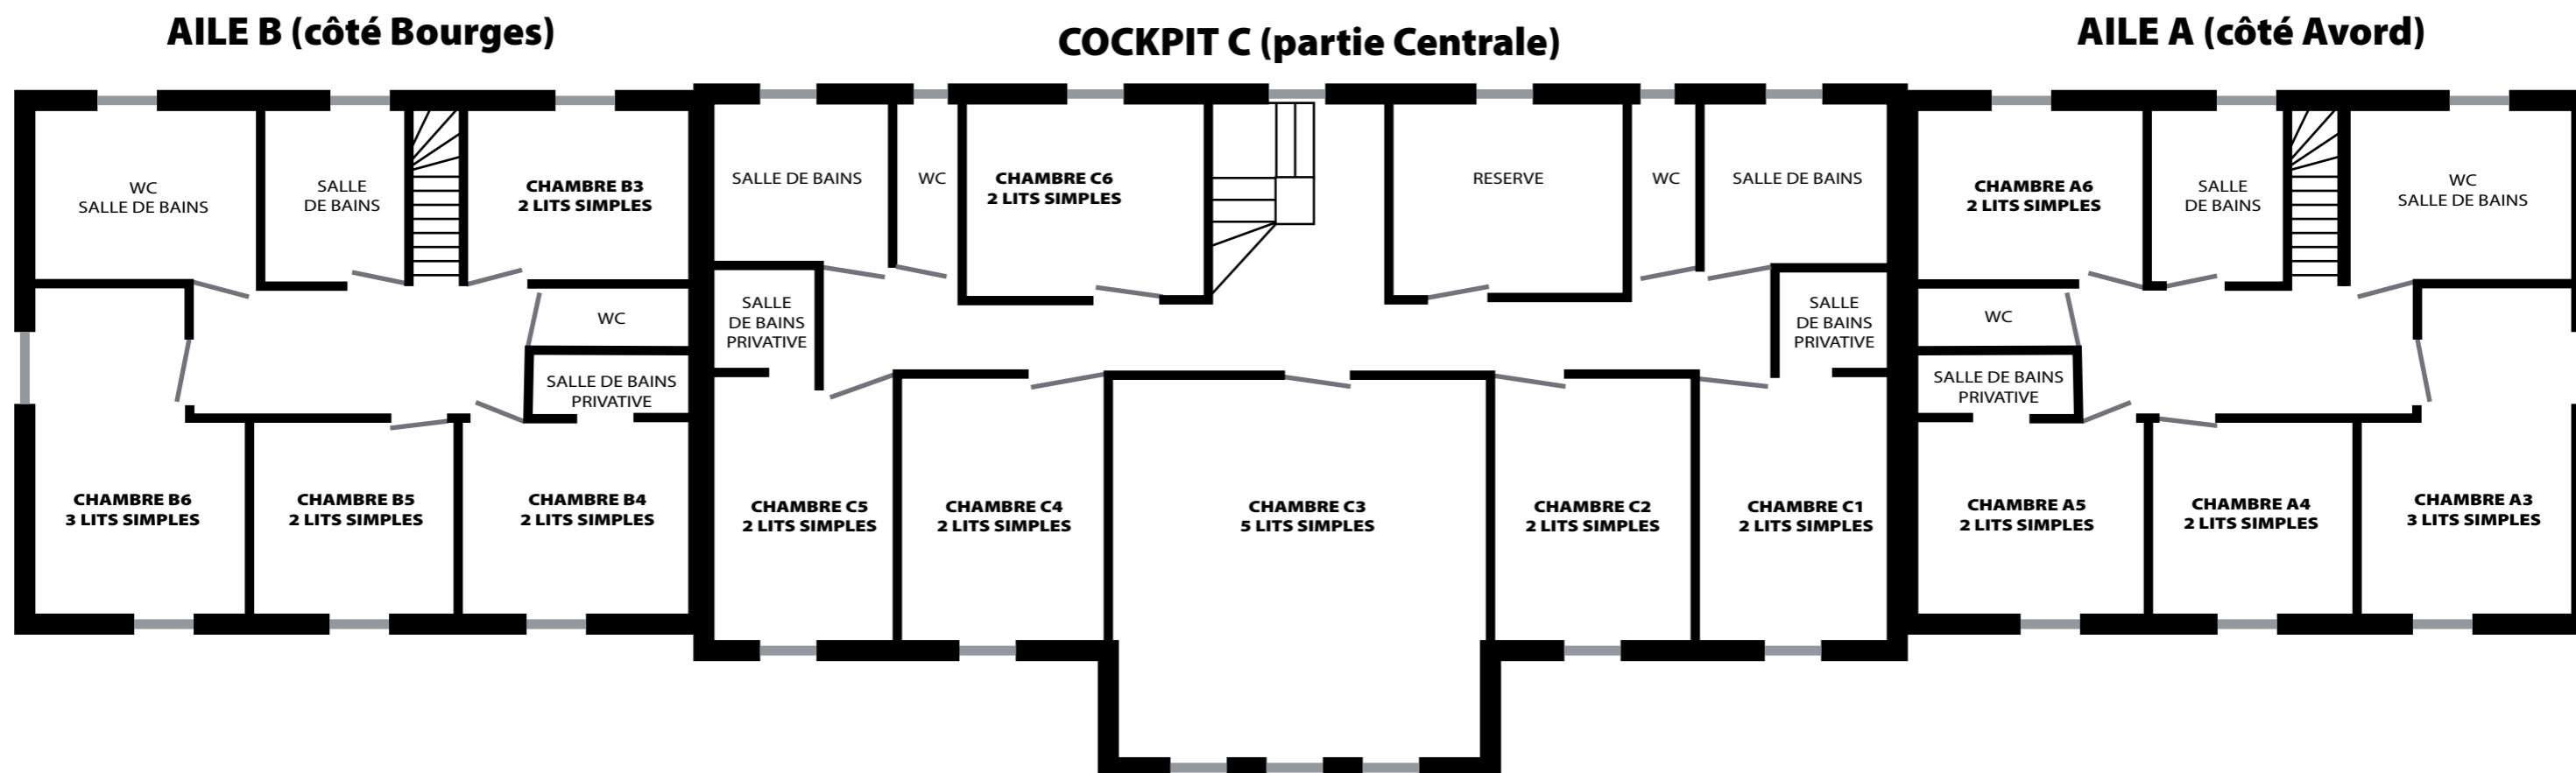 AILE B (côté Bourges)
COCKPIT C (partie Centrale)
AILE A (côté Avord)
WC
SALLE DE BAINS
SALLE
DE BAINS
CHAMBRE B3
2 LITS SIMPLES
WC
SALLE DE BAINS
PRIVATIVE
CHAMBRE B6
3 LITS SIMPLES
CHAMBRE B5
2 LITS SIMPLES
CHAMBRE B4
2 LITS SIMPLES
SALLE DE BAINS
WC
CHAMBRE C6
2 LITS SIMPLES
RESERVE
WC
SALLE DE BAINS
SALLE
DE BAINS
PRIVATIVE
SALLE
DE BAINS
PRIVATIVE
CHAMBRE C5
2 LITS SIMPLES
CHAMBRE C4
2 LITS SIMPLES
CHAMBRE C3
5 LITS SIMPLES
CHAMBRE C2
2 LITS SIMPLES
CHAMBRE C1
2 LITS SIMPLES
CHAMBRE A6
2 LITS SIMPLES
SALLE
DE BAINS
WC
SALLE DE BAINS
WC
SALLE DE BAINS
PRIVATIVE
CHAMBRE A5
2 LITS SIMPLES
CHAMBRE A4
2 LITS SIMPLES
CHAMBRE A3
3 LITS SIMPLES